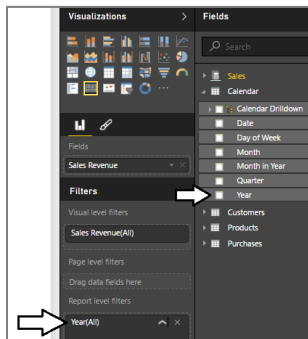 Visualizations
Fields
Search
Sales
Calendar
Calendar Drilldown
Date
Day of Week
Month
Month in Year
Quarter
Year
Customers
Products
Purchases
Fields
Sales Revenue
Filters
Visual level filters
Sales Revenue(All)
Page level filters
Drag data fields here
Report level filters
Year(All)